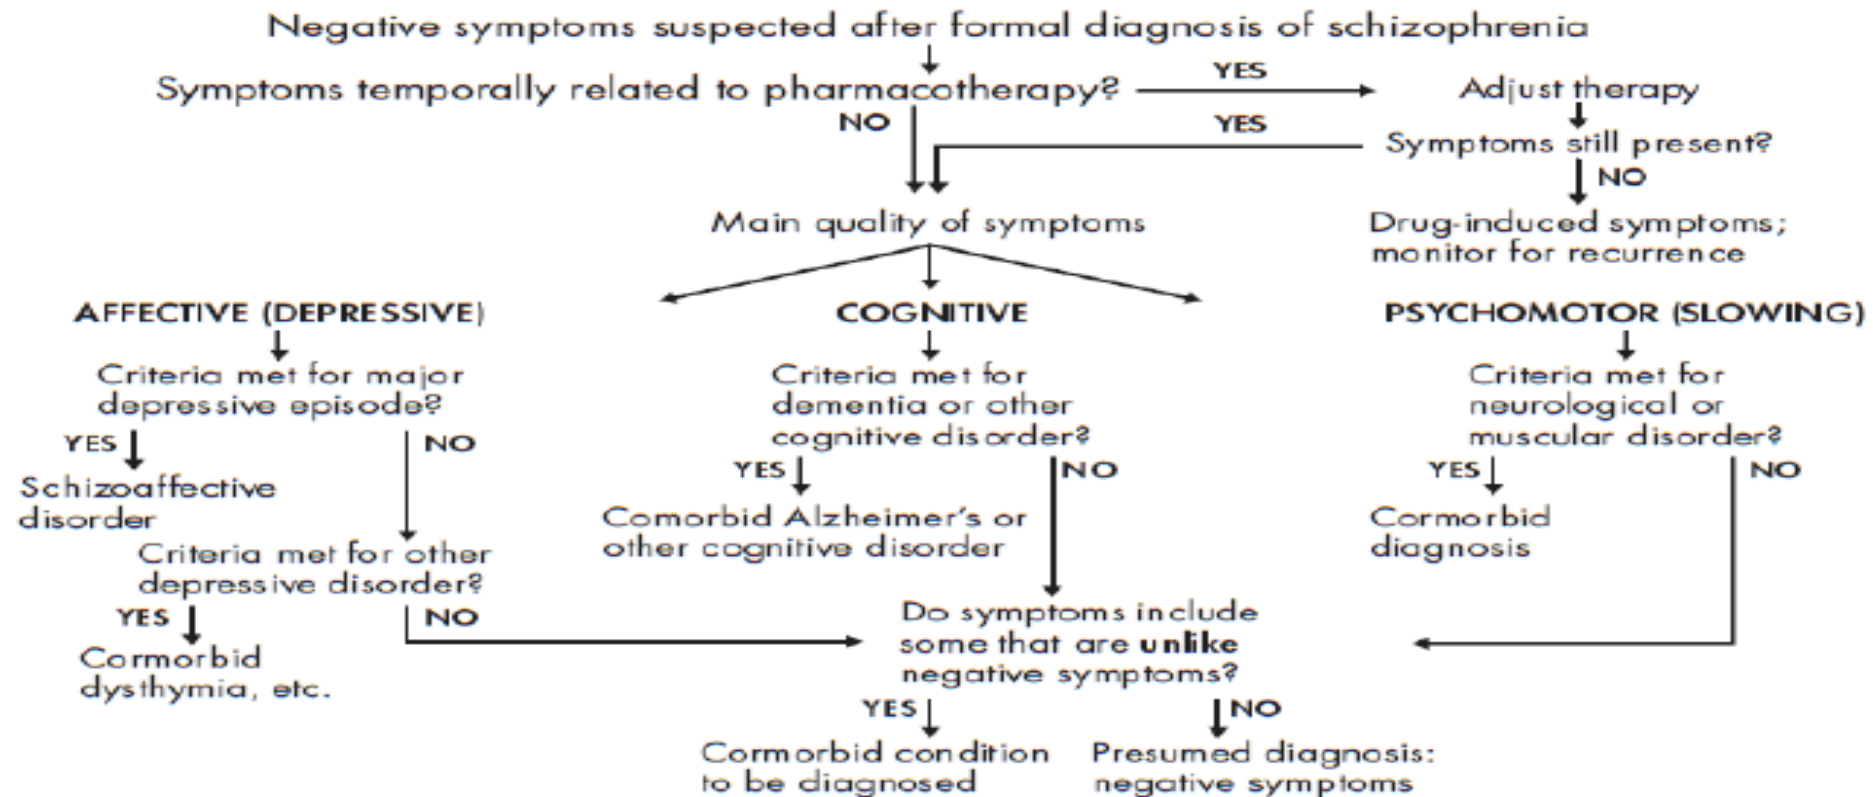 Negative symptoms suspected after formal diagnosis of schizophrenia
Symptoms temporally related to pharmacotherapy?
YES
Adjust therapy
NO
YES
Symptoms still present?
NO
Main quality of symptoms
Drug-induced symptoms;
monitor for recurrence
AFFECTIVE (DEPRESSIVE)
COGNITIVE
PSYCHOMOTOR (SLOWING)
Criteria met for major
depressive episode?
YES
NO
Schizoaffective
disorder
Criteria met for other
depressive disorder?
YES
NO
Cormorbid
dysthymia, etc.
Criteria met for
dementia or other
cognitive disorder?
YES
NO
Comorbid Alzheimer's or
other cognitive disorder
Criteria met for
neurological or
muscular disorder?
YES
NO
Cormorbid
diagnosis
Do symptoms include
some that are unlike
negative symptoms?
YES
NO
Cormorbid condition
to be diagnosed
Presumed diagnosis:
negative symptoms